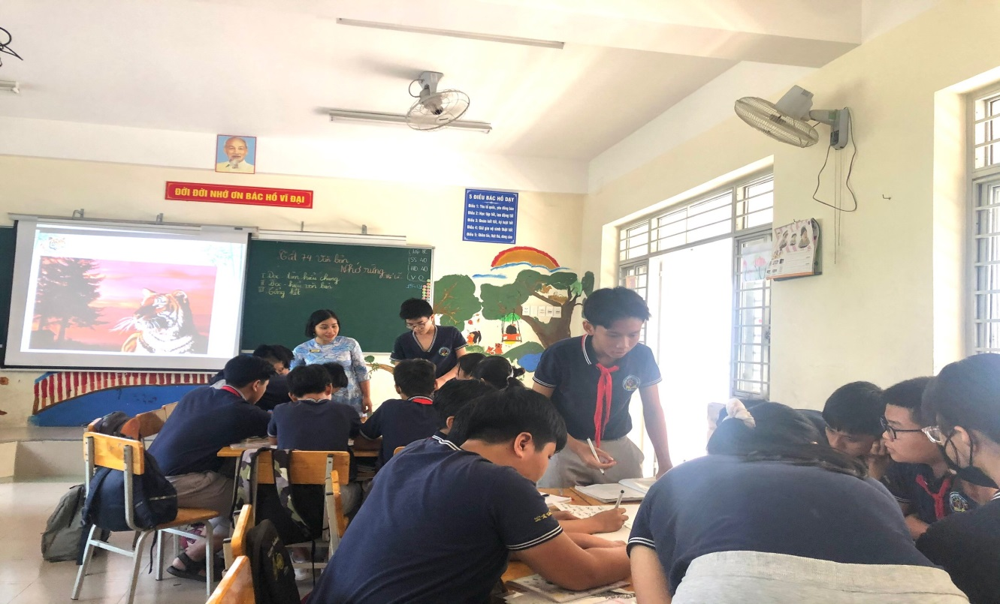 ĐỜI ĐỜI NHỚ ƠN BÁC HỒ VĨ ĐẠI
5 ĐIỀU BÁC HỒ DẠY
Điều 1: Yêu tổ quốc, yêu đồng bào
Điều 2: Học tập tốt, lao động tốt
Điều 3: Đoàn kết tốt, kỷ luật tốt
Điều 4: Giữ gìn vệ sinh thật tốt
Điều 5: Khiêm tốn, thật thà, dũng cảm
Tiết 74 Văn bản
Nhớ rừng
I Đọc tìm hiểu chung
II Đọc - hiểu văn bản
III Tổng kết
SS 40
HD 40
V 0